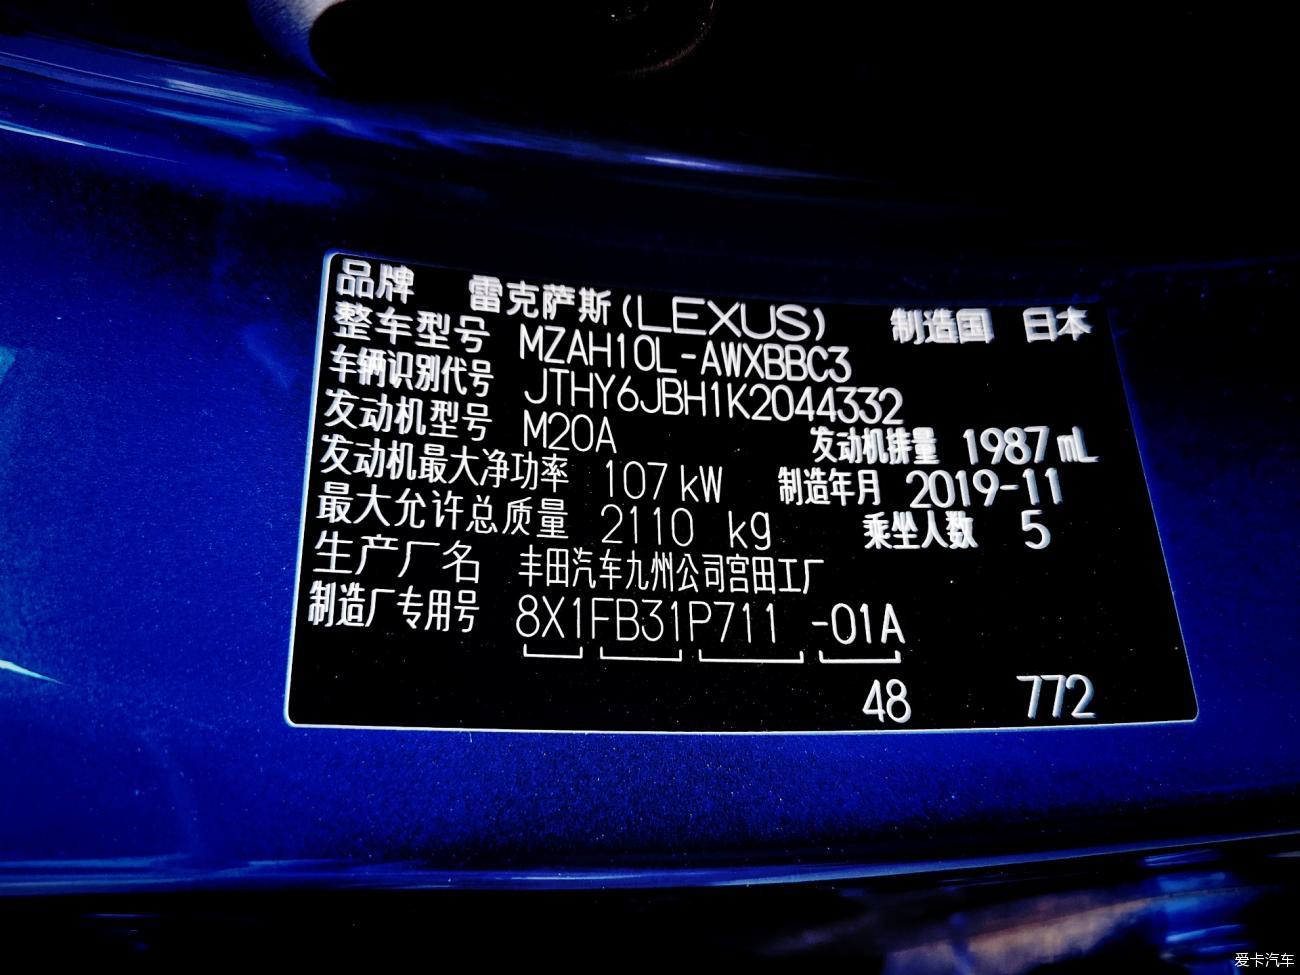 品牌 雷克萨斯(LEXUS) 制造国 日本
整车型号 MZAH10L-AWXBBC3
车辆识别代号 JTHY6JBH1K2044332
发动机型号 M20A 发动机排量 1987 mL
发动机最大净功率 107 kW 制造年月 2019-11
最大允许总质量 2110 kg 乘坐人数 5
生产厂名 丰田汽车九州公司宫田工厂
制造厂专用号 8X1FB31P711 -01A
48 772
爱卡汽车